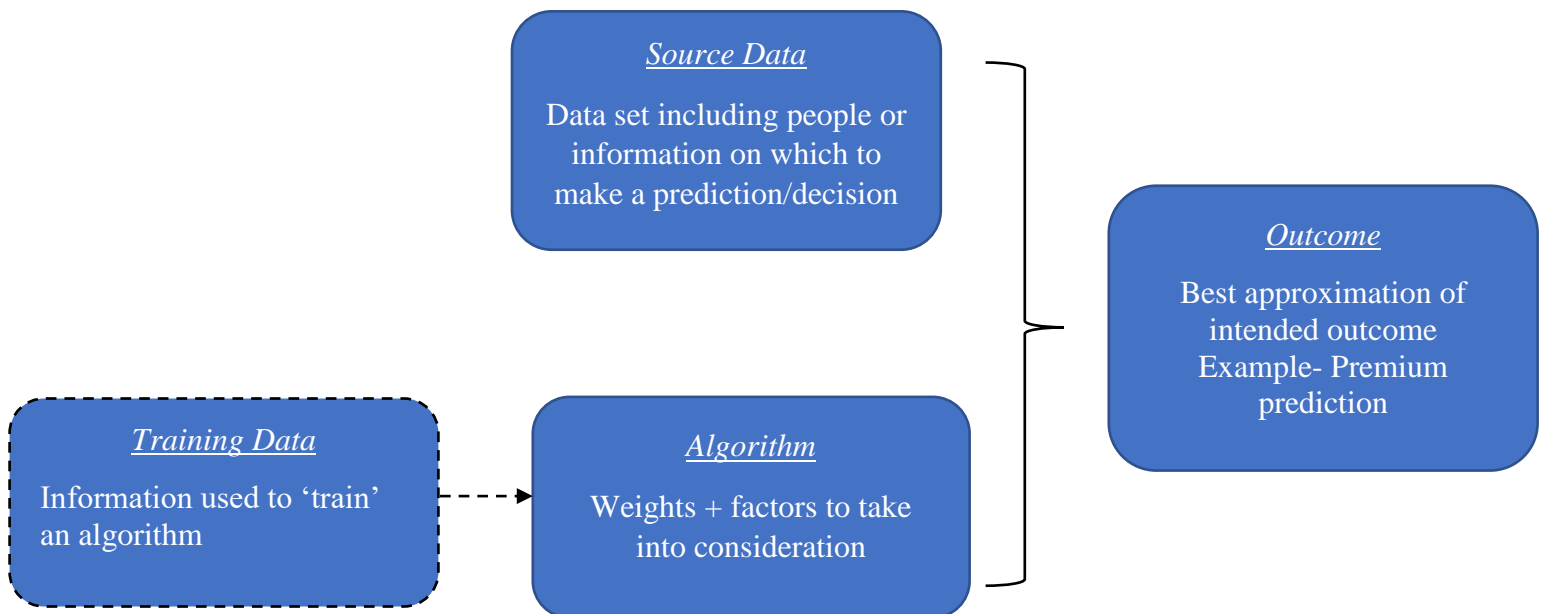 Source Data
Data set including people or
information on which to
make a prediction/decision
Outcome
Best approximation of
intended outcome
Example- Premium
prediction
Training Data
Information used to ‘train’
an algorithm
Algorithm
Weights + factors to take
into consideration